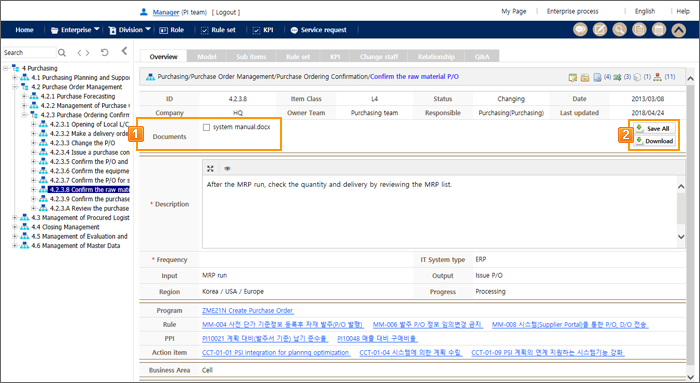 Manager (PI team) [ Logout ]
My Page Enterprise process English Help
Home Enterprise Division Role Rule set KPI Service request
Search
Overview Model Sub Items Rule set KPI Change staff Relationship Q&A
4 Purchasing
4.1 Purchasing Planning and Suppo
4.2 Purchase Order Management
4.2.1 Purchase Forecasting
4.2.2 Management of Purchase
4.2.3 Purchase Ordering Confirm
4.2.3.1 Opening of Local L/
4.2.3.2 Make a delivery orde
4.2.3.3 Change the P/O
4.2.3.4 Issue a purchase con
4.2.3.5 Confirm the P/O and
4.2.3.6 Confirm the equipme
4.2.3.7 Confirm the P/O for s
4.2.3.8 Confirm the raw mat
4.2.3.9 Confirm the purchase
4.2.3.A Review the purchase
4.3 Management of Procured Logist
4.4 Closing Management
4.5 Management of Evaluation and
4.6 Management of Master Data
Purchasing/Purchase Order Management/Purchase Ordering Confirmation/Confirm the raw material P/O (4) (3) (1) (11)
ID 4.2.3.8 Item Class L4 Status Changing Date 2013/03/08
Company HQ Owner Team Purchasing team Responsible Purchasing(Purchasing) Last updated 2018/04/24
1
Documents system manual.docx
2
Save All
Download
* Description
After the MRP run, check the quantity and delivery by reviewing the MRP list.
* Frequency IT System type ERP
Input MRP run Output Issue P/O
Region Korea / USA / Europe Progress Processing
Program ZME21N Create Purchase Order,
Rule MM-004 사전 단가 기준정보 등록후 자재 발주(P/O 발행) MM-006 발주 P/O 정보 임의변경 금지 MM-008 시스템(Supplier Portal)를 통한 P/O, D/O 전송
PPI PI10021 계획 대비(발주서 기준) 납기 준수율 PI10048 매출 대비 구매비율
Action item CCT-01-01 PSI integration for plannng optimization CCT-01-04 시스템에 의한 계획 수립 CCT-01-09 PSI 계획의 연계 지원하는 시스템기능 강화
Business Area Cell